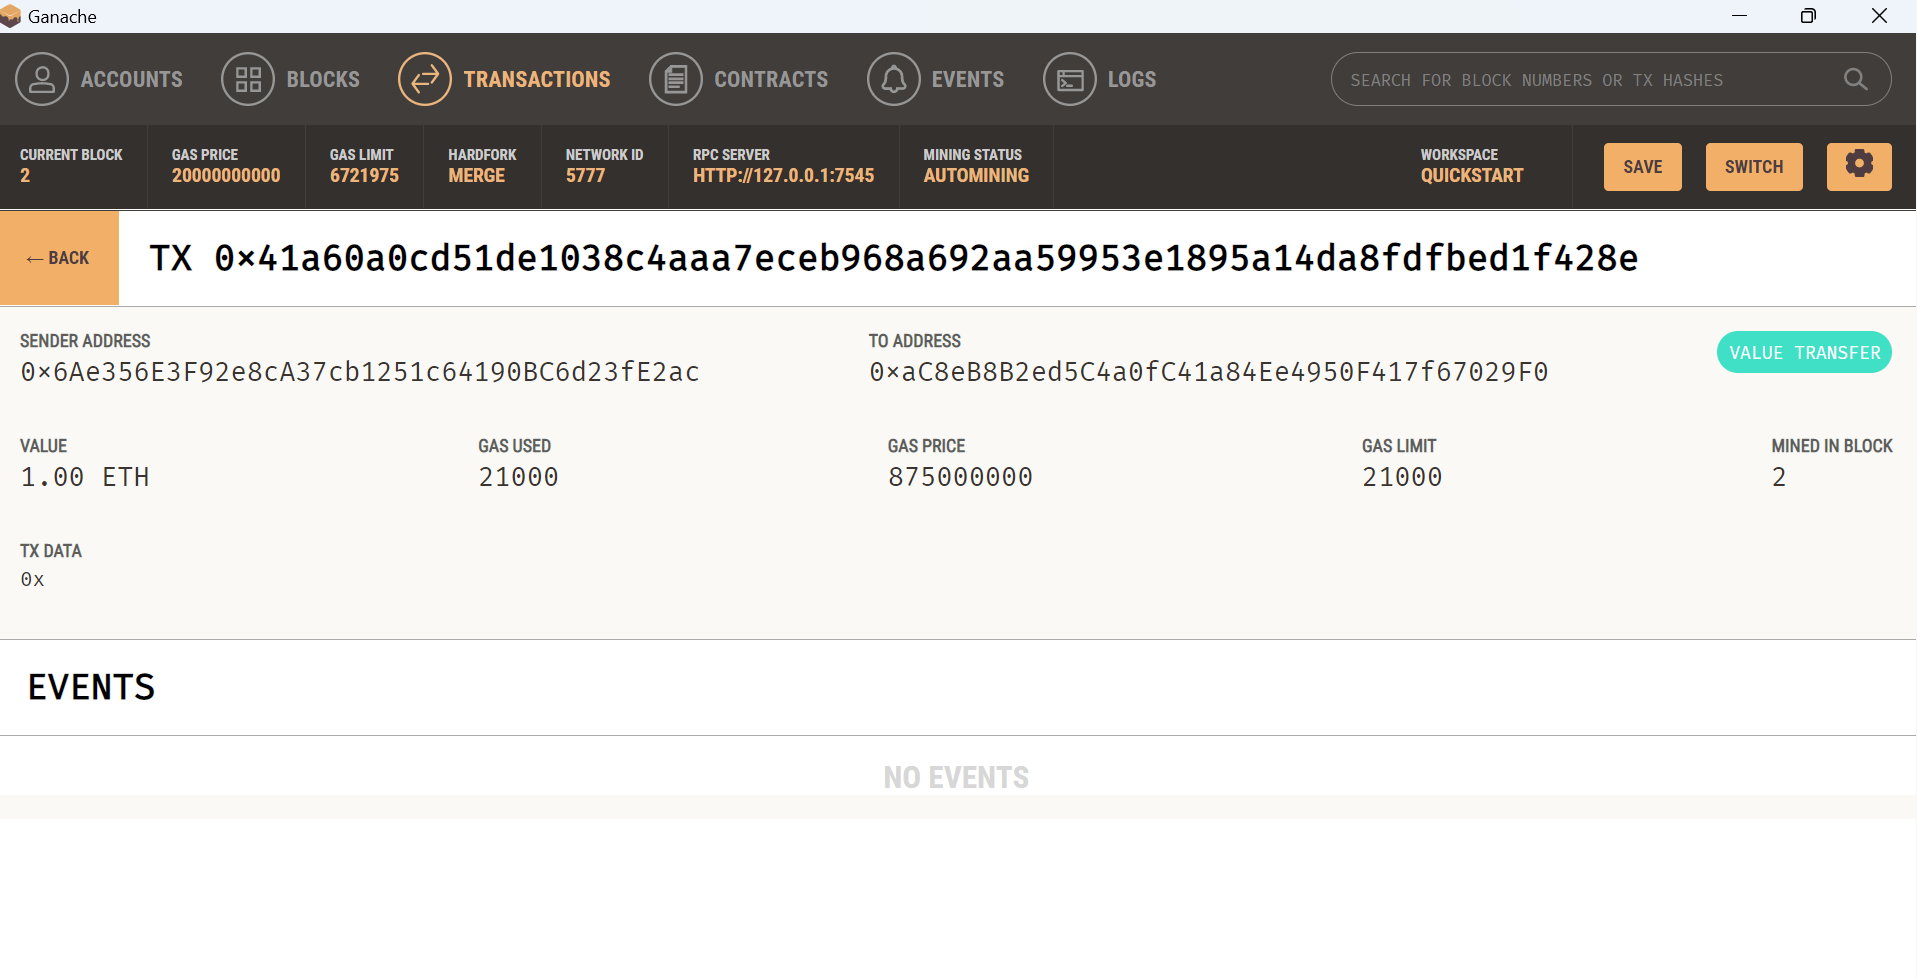 Ganache
ACCOUNTS BLOCKS TRANSACTIONS CONTRACTS EVENTS LOGS SEARCH FOR BLOCK NUMBERS OR TX HASHES
CURRENT BLOCK GAS PRICE GAS LIMIT HARDFORK NETWORK ID RPC SERVER MINING STATUS WORKSPACE
2 20000000000 6721975 MERGE 5777 HTTP://127.0.0.1:7545 AUTOMINING QUICKSTART SAVE SWITCH
← BACK TX 0×41a60a0cd51de1038c4aaa7eceb968a692aa59953e1895a14da8fdfbed1f428e
SENDER ADDRESS TO ADDRESS
0×6Ae356E3F92e8cA37cb1251c64190BC6d23fE2ac 0×aC8eB8B2ed5C4a0fC41a84Ee4950F417f67029F0 VALUE TRANSFER
VALUE GAS USED GAS PRICE GAS LIMIT MINED IN BLOCK
1.00 ETH 21000 875000000 21000 2
TX DATA
0x
EVENTS
NO EVENTS